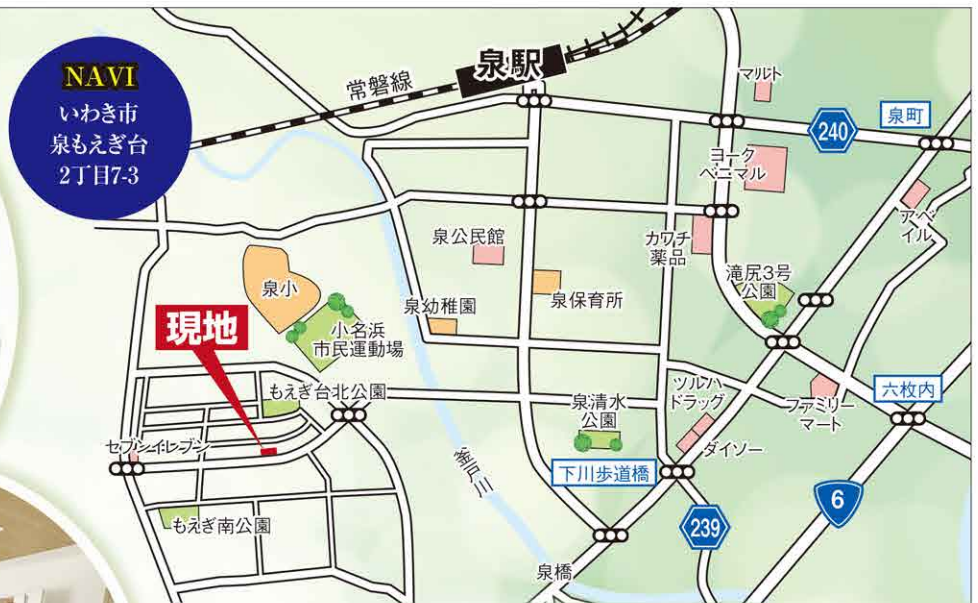 NAVI
いわき市
泉もえぎ台
2丁目7-3
常磐線
泉駅
マルト
240
泉町
ヨーク
ベニマル
アベ
イル
カワチ
薬品
泉公民館
滝尻3号
公園
泉小
泉幼稚園
泉保育所
現地
小名浜
市民運動場
もえぎ台北公園
泉清水
公園
ツルハ
ドラッグ
ファミリー
マート
六枚内
セブンイレブン
釜戸川
下川歩道橋
ダイソー
6
もえぎ南公園
239
泉橋